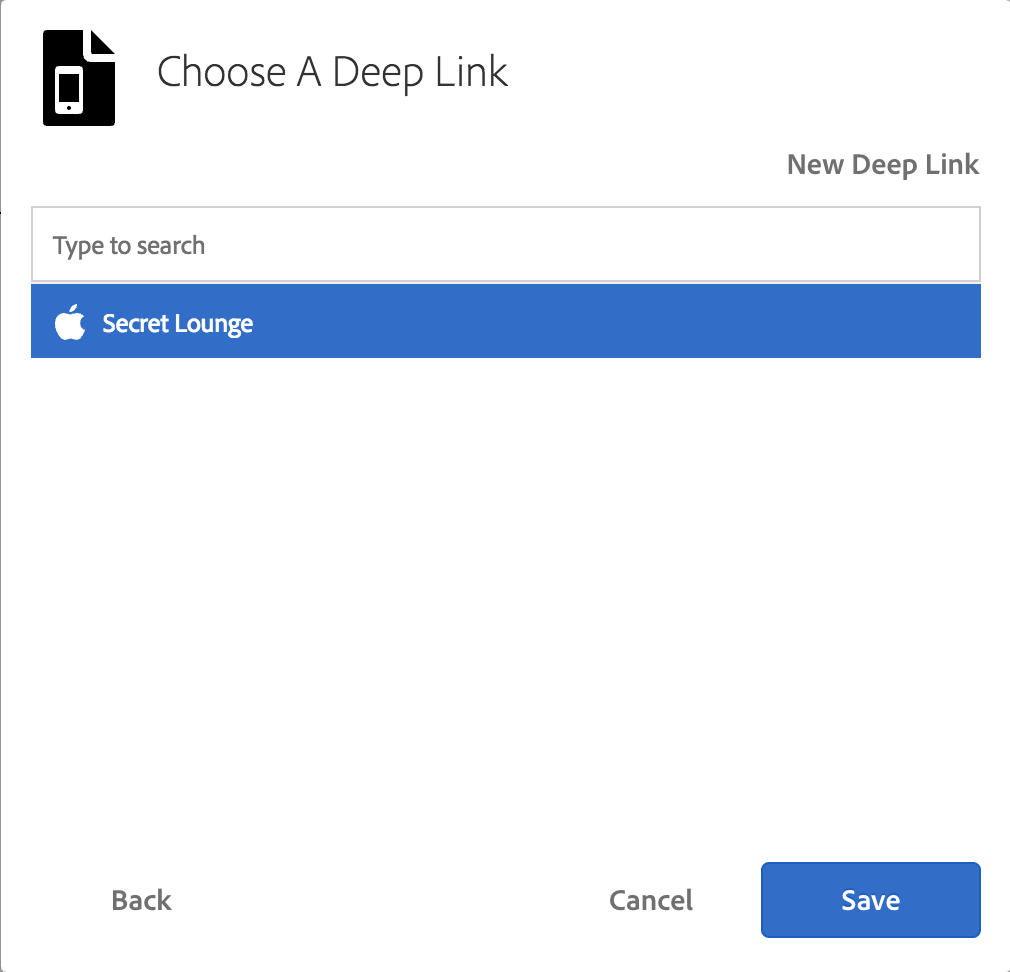 Choose A Deep Link
New Deep Link
Type to search
Secret Lounge
Back
Cancel
Save